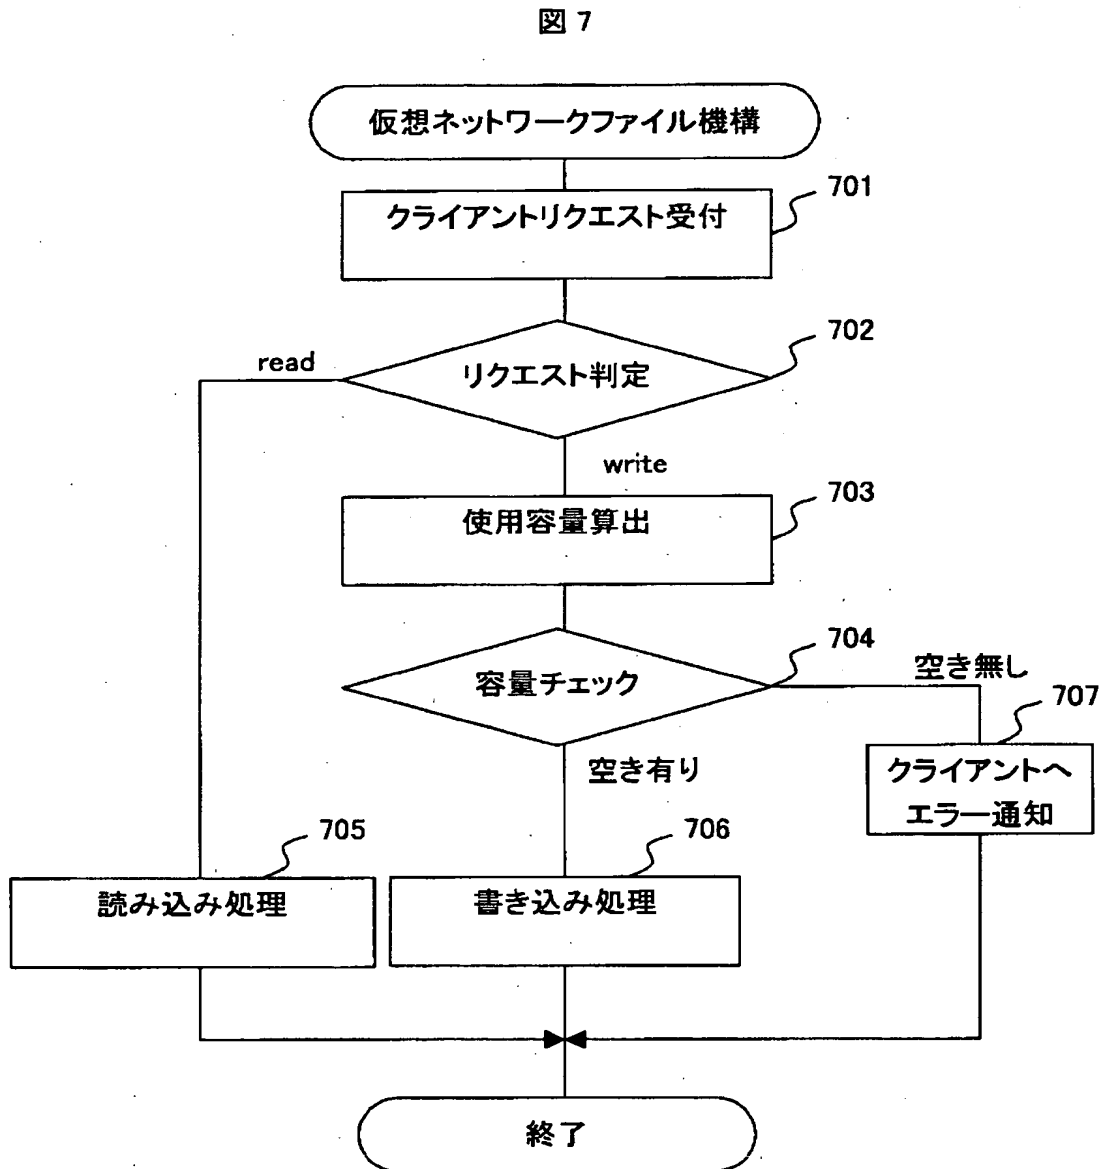 図 7
仮想ネットワークファイル機構
701
クライアントリクエスト受付
702
read
リクエスト判定
write
703
使用容量算出
704
容量チェック
空き無し
707
空き有り
クライアントへ
エラー通知
705
706
読み込み処理
書き込み処理
終了